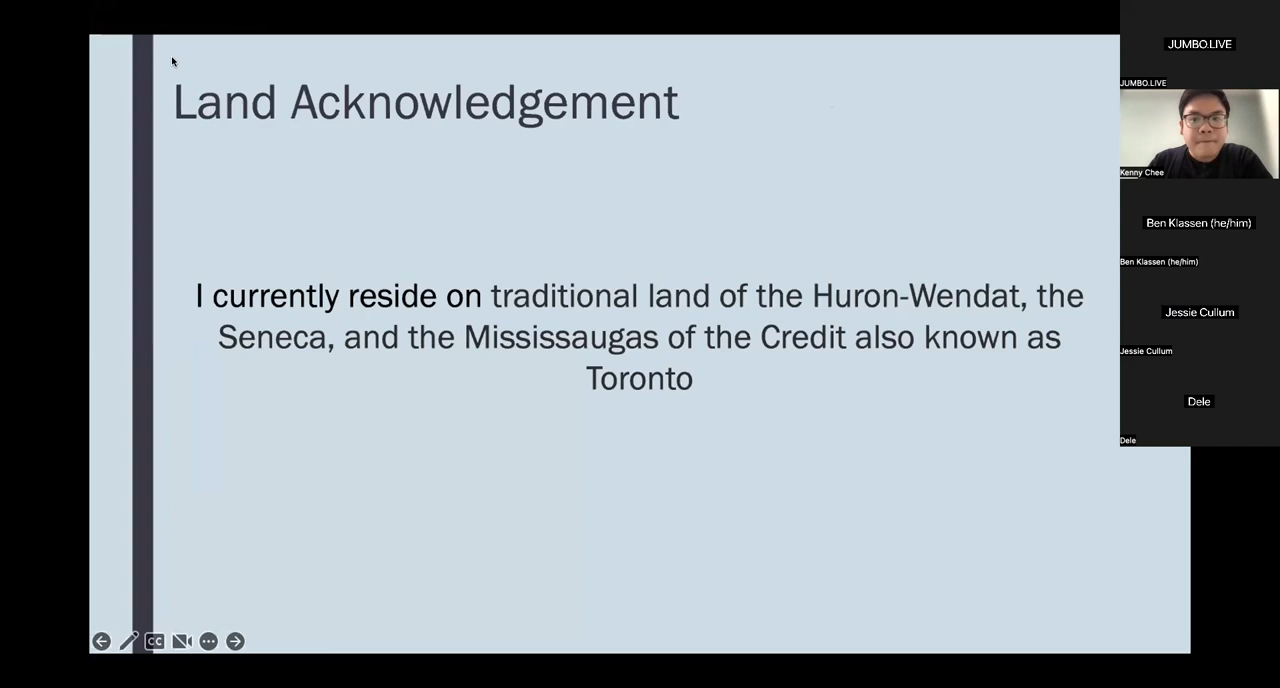 Land Acknowledgement
I currently reside on traditional land of the Huron-Wendat, the
Seneca, and the Mississaugas of the Credit also known as
Toronto
CC
JUMBO.LIVE
JUMBO.LIVE
Kenny Chee
Ben Klassen (he/him)
Ben Klassen (he/him)
Jessie Cullum
Jessie Cullum
Dele
Dele